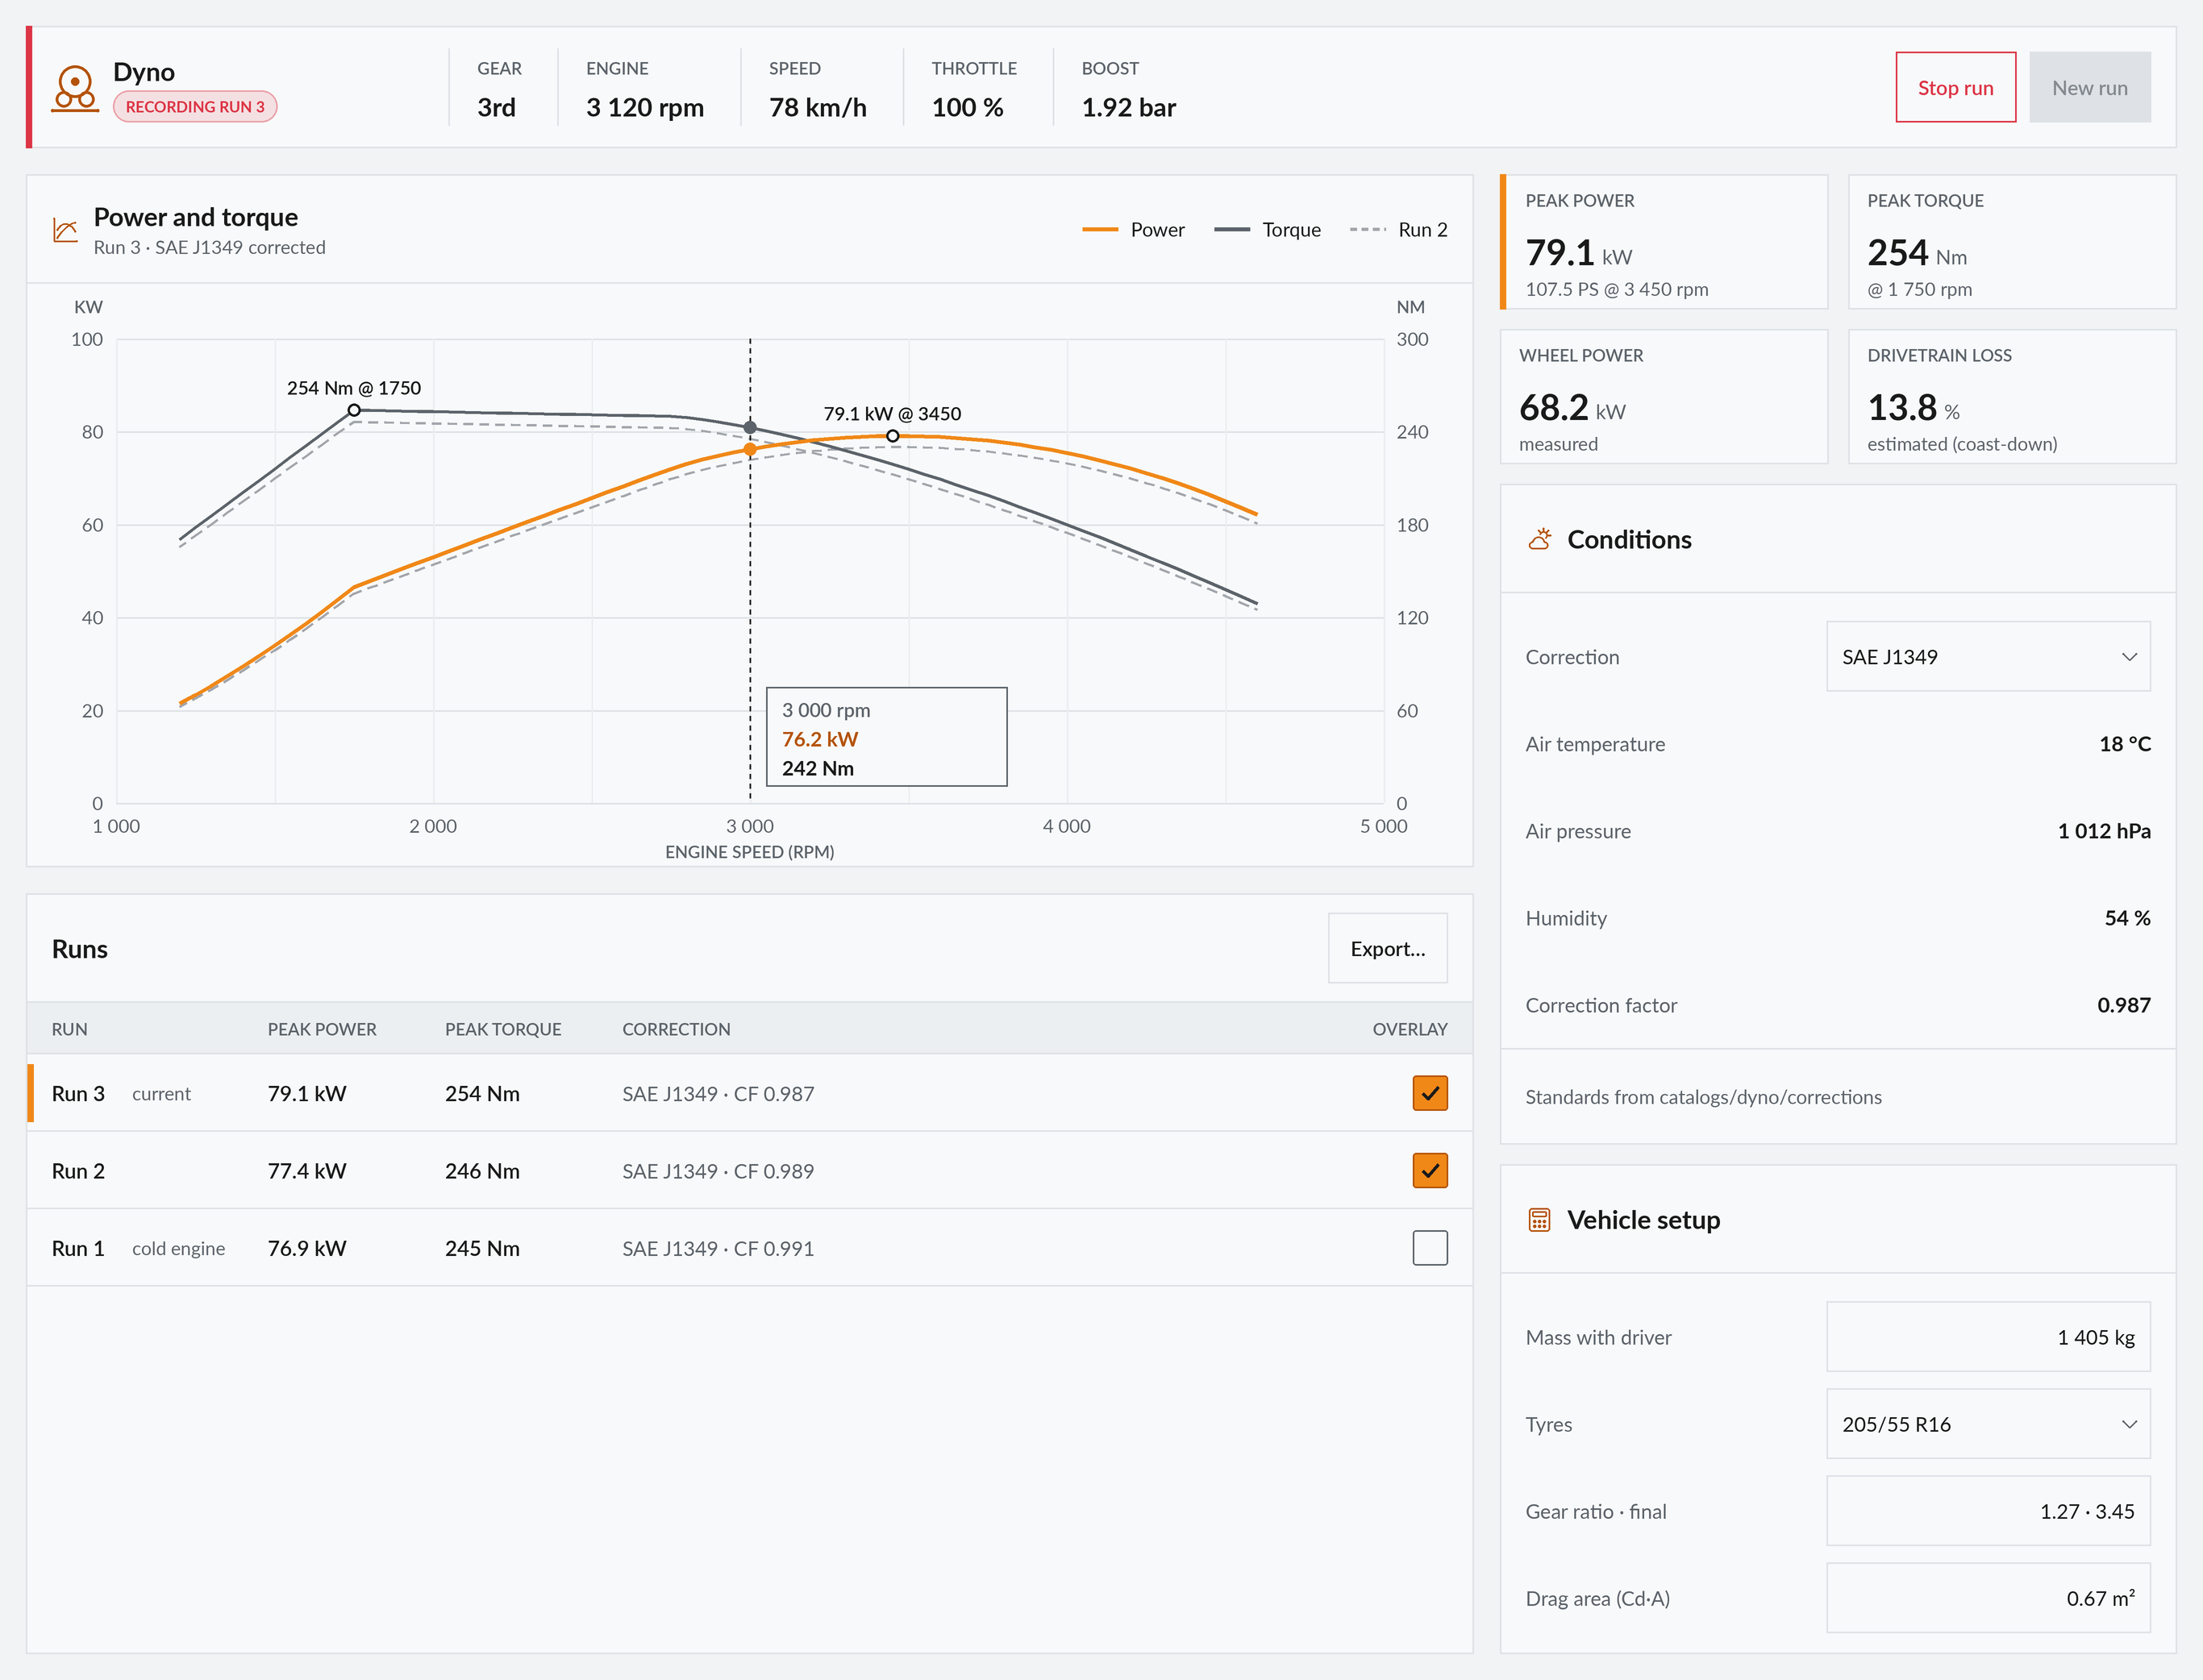 Dyno
RECORDING RUN 3
GEAR
3rd
ENGINE
3 120 rpm
SPEED
78 km/h
THROTTLE
100 %
BOOST
1.92 bar
Stop run
New run
Power and torque
Run 3 · SAE J1349 corrected
Power
Torque
Run 2
KW
NM
100
80
60
40
20
0
300
240
180
120
60
0
254 Nm @ 1750
79.1 kW @ 3450
3 000 rpm
76.2 kW
242 Nm
1 000
2 000
3 000
4 000
5 000
ENGINE SPEED (RPM)
PEAK POWER
79.1 kW
107.5 PS @ 3 450 rpm
PEAK TORQUE
254 Nm
@ 1 750 rpm
WHEEL POWER
68.2 kW
measured
DRIVETRAIN LOSS
13.8 %
estimated (coast-down)
Runs
Export...
RUN PEAK POWER PEAK TORQUE CORRECTION OVERLAY
Run 3 current 79.1 kW 254 Nm SAE J1349 · CF 0.987
Run 2 77.4 kW 246 Nm SAE J1349 · CF 0.989
Run 1 cold engine 76.9 kW 245 Nm SAE J1349 · CF 0.991
Conditions
Correction SAE J1349
Air temperature 18 °C
Air pressure 1 012 hPa
Humidity 54 %
Correction factor 0.987
Standards from catalogs/dyno/corrections
Vehicle setup
Mass with driver 1 405 kg
Tyres 205/55 R16
Gear ratio · final 1.27 · 3.45
Drag area (Cd·A) 0.67 m²